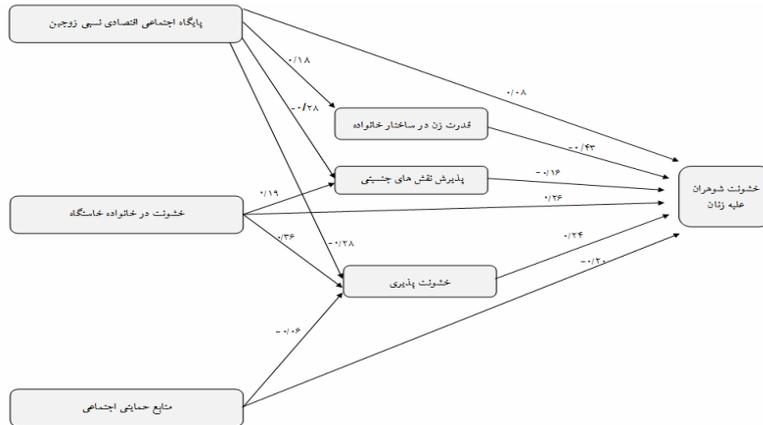 پایگاه اجتماعی اقتصادی نسبی زوجین
۰/۰۸
۰/۱۸
-۰/۲۸
قدرت زن در ساختار خانواده
-۰/۴۳
پذیرش نقش های جنسیتی
-۰/۱۶
خشونت شوهران
علیه زنان
۰/۱۹
۰/۲۶
خشونت در خانواده خاستگاه
۰/۳۶
-۰/۲۸
۰/۲۴
-۰/۲۰
خشونت پذیری
-۰/۰۶
منابع حمایتی اجتماعی